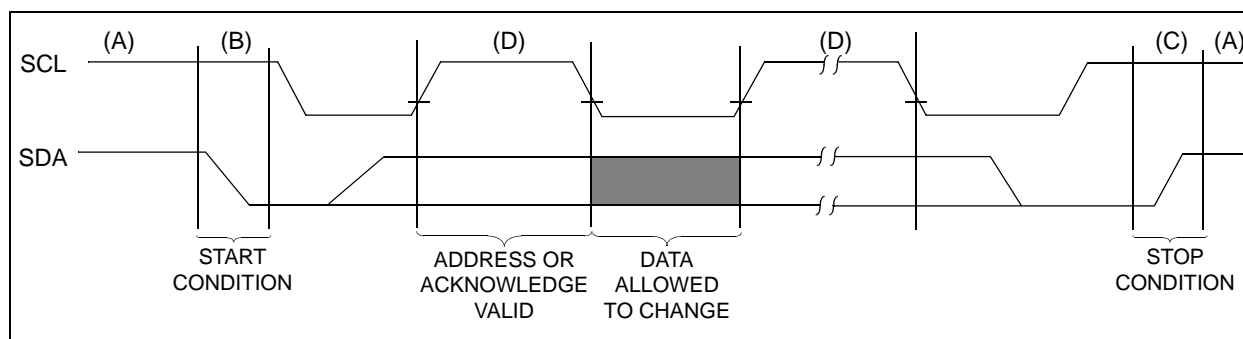 (A) (B) (D) (D) (C) (A)
SCL
SDA
START
CONDITION
ADDRESS OR
ACKNOWLEDGE
VALID
DATA
ALLOWED
TO CHANGE
STOP
CONDITION